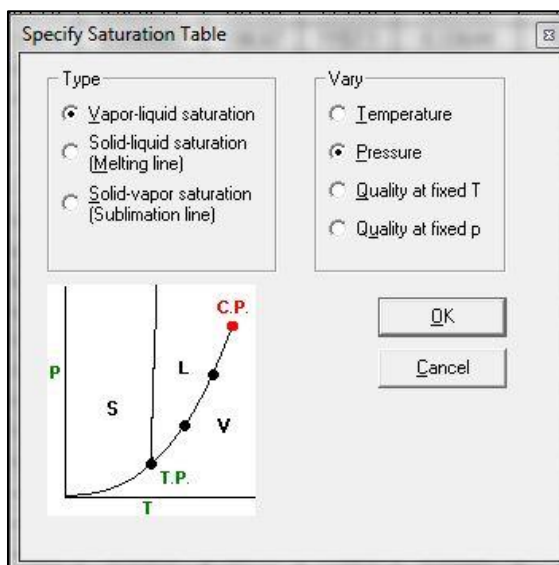 Specify Saturation Table
Type
Vapor-liquid saturation
Solid-liquid saturation
(Melting line)
Solid-vapor saturation
(Sublimation line)
Vary
Temperature
Pressure
Quality at fixed T
Quality at fixed p
C.P.
P
L
S
V
T.P.
T
OK
Cancel